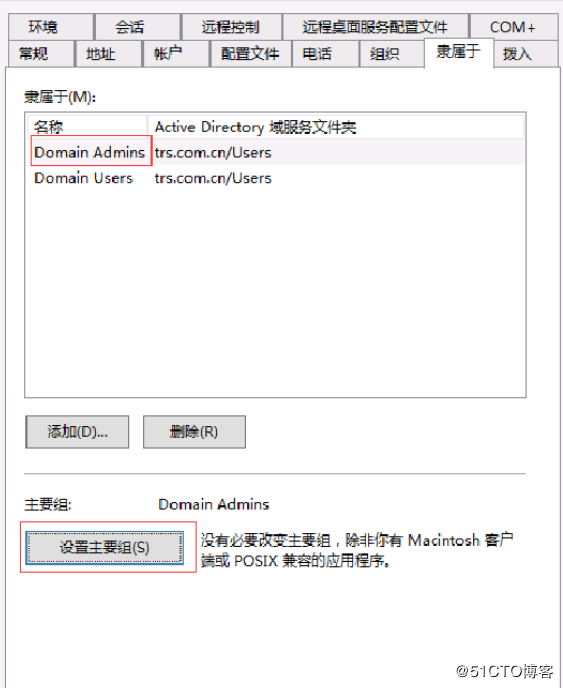 环境 会话 远程控制 远程桌面服务配置文件 COM+
常规 地址 帐户 配置文件 电话 组织 隶属于 拨入
隶属于(M):
名称 Active Directory 域服务文件夹
Domain Admins trs.com.cn/Users
Domain Users trs.com.cn/Users
添加(D)... 删除(R)
主要组: Domain Admins
设置主要组(S) 没有必要改变主要组，除非你有 Macintosh 客户
端或 POSIX 兼容的应用程序。
@51CTO博客